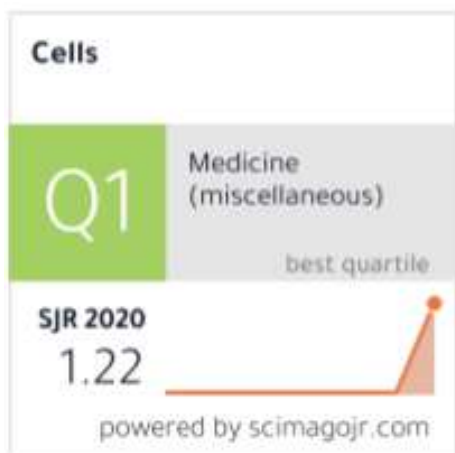 Cells
Q1
Medicine
(miscellaneous)
best quartile
SJR 2020
1.22
powered by scimagojr.com